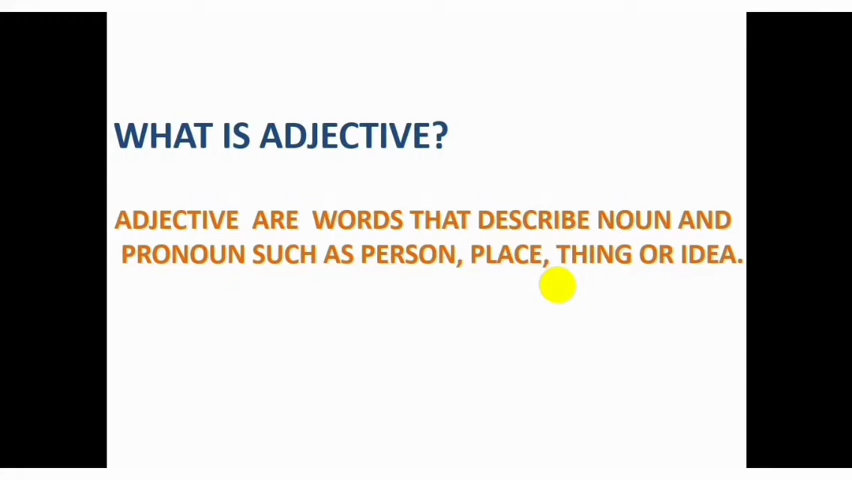 WHAT IS ADJECTIVE?
ADJECTIVE ARE WORDS THAT DESCRIBE NOUN AND
PRONOUN SUCH AS PERSON, PLACE, THING OR IDEA.